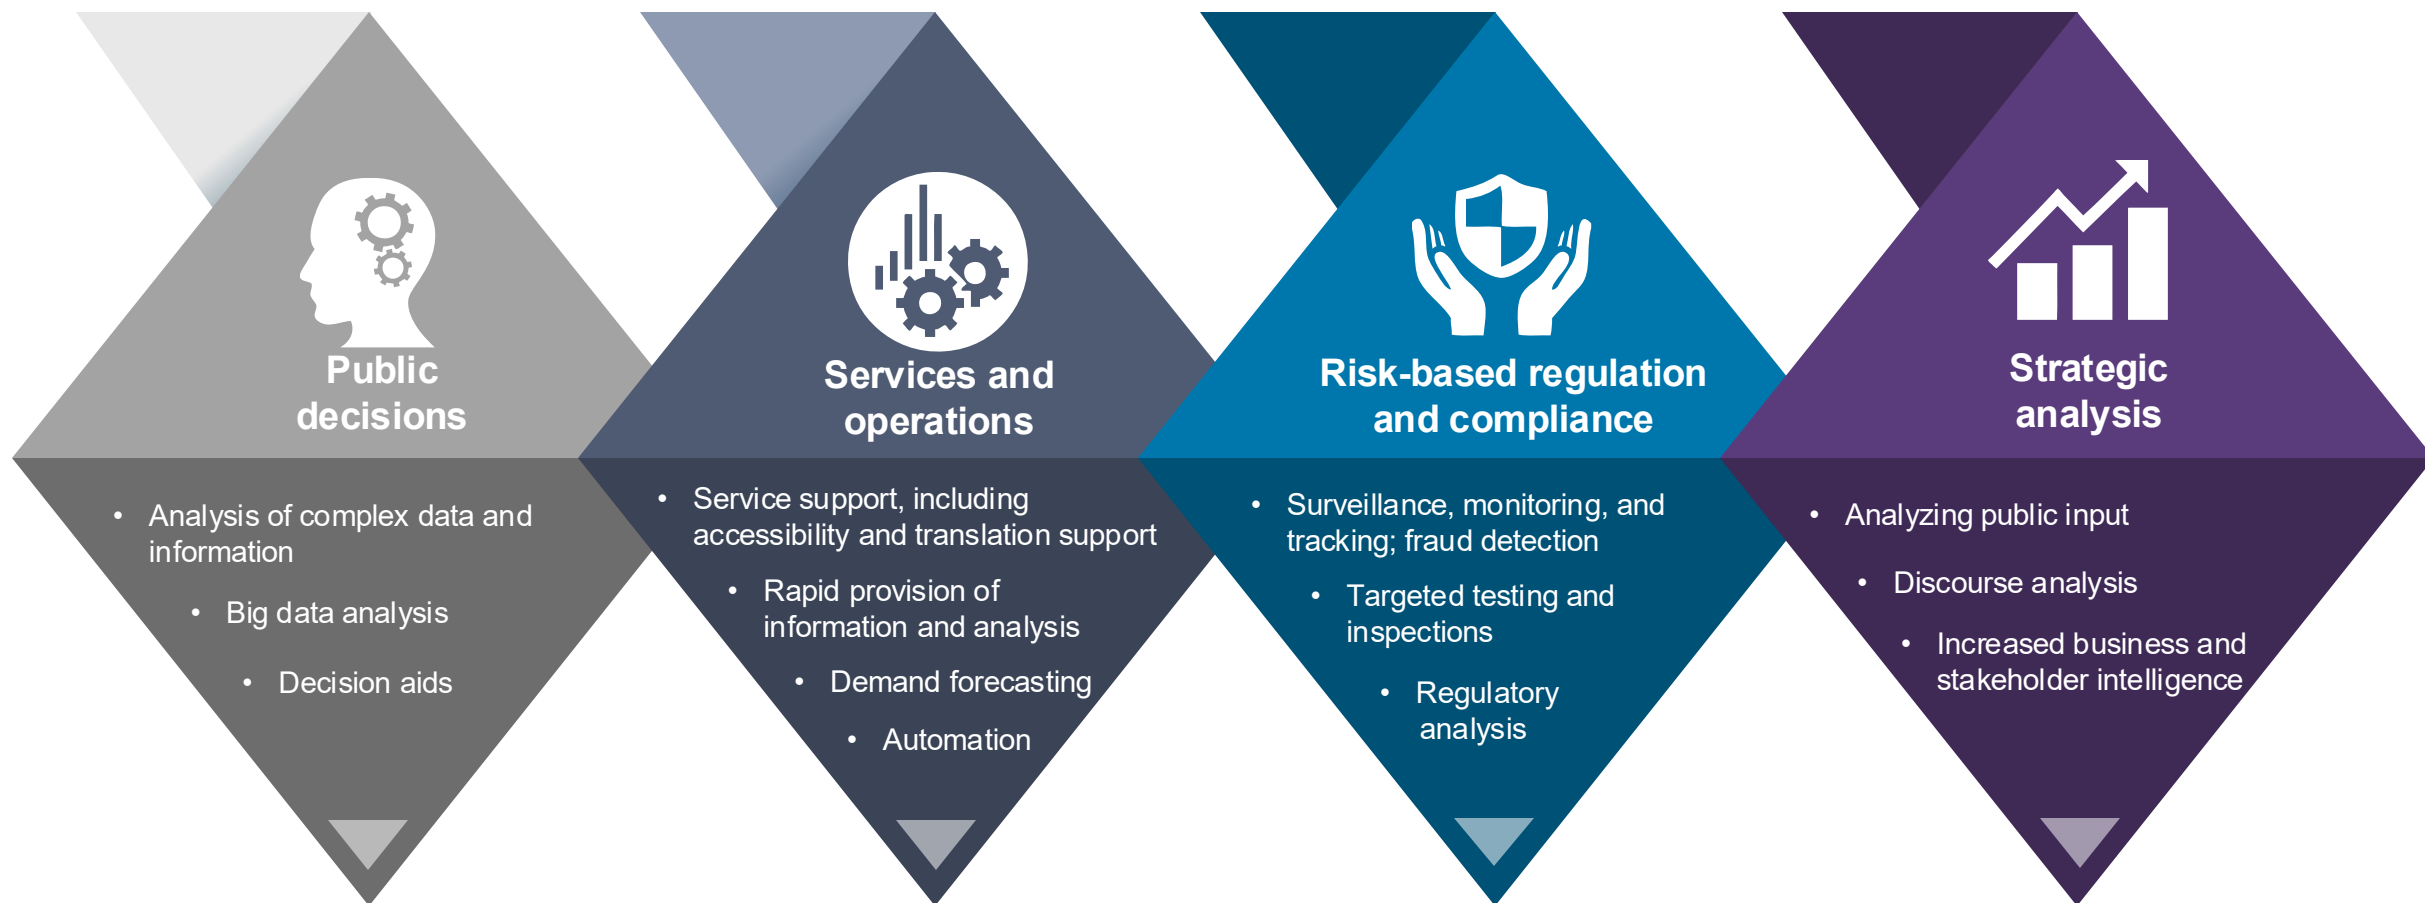 Public
decisions
• Analysis of complex data and
information
• Big data analysis
• Decision aids
Services and
operations
• Service support, including
accessibility and translation support
• Rapid provision of
information and analysis
• Demand forecasting
• Automation
Risk-based regulation
and compliance
• Surveillance, monitoring, and
tracking; fraud detection
• Targeted testing and
inspections
• Regulatory
analysis
Strategic
analysis
• Analyzing public input
• Discourse analysis
• Increased business and
stakeholder intelligence